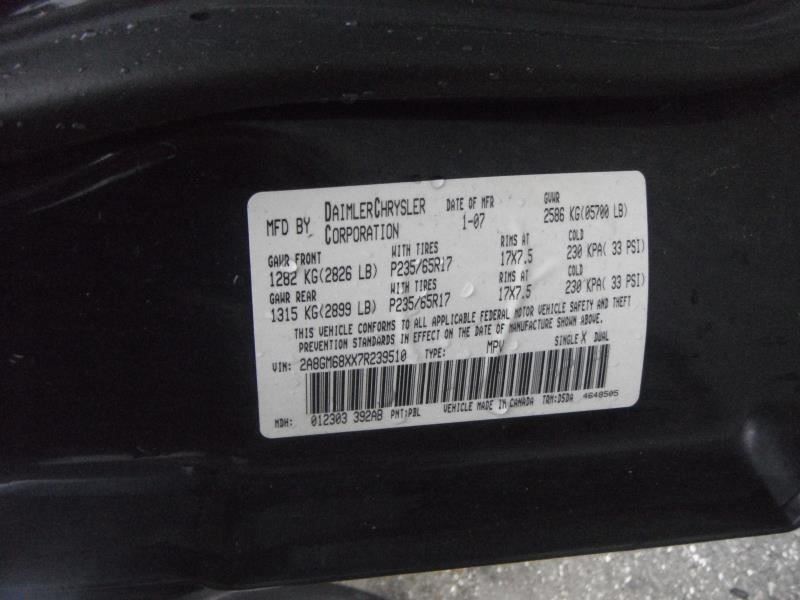 MFD BY DAIMLERCHRYSLER CORPORATION DATE OF MFR 1-07 GVWR 2586 KG(05700 LB)
GAWR FRONT WITH TIRES RIMS AT COLD
1282 KG(2826 LB) P235/65R17 17X7.5 230 KPA( 33 PSI)
GAWR REAR WITH TIRES RIMS AT COLD
1315 KG(2899 LB) P235/65R17 17X7.5 230 KPA( 33 PSI)
THIS VEHICLE CONFORMS TO ALL APPLICABLE FEDERAL MOTOR VEHICLE SAFETY AND THEFT
PREVENTION STANDARDS IN EFFECT ON THE DATE OF MANUFACTURE SHOWN ABOVE.
VIN: 2A8GM68XX7R239510 TYPE: MPV SINGLE X DUAL
MDH: 012303 392AB PNT:PBL VEHICLE MADE IN CANADA TRM:DSDA 4648505